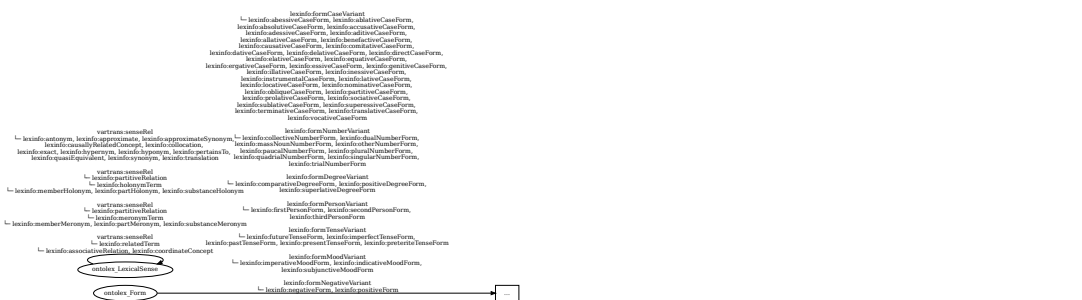 lexinfo:formCaseVariant
└─ lexinfo:abessiveCaseForm, lexinfo:ablativeCaseForm,
lexinfo:absolutiveCaseForm, lexinfo:accusativeCaseForm,
lexinfo:adessiveCaseForm, lexinfo:aditiveCaseForm,
lexinfo:allativeCaseForm, lexinfo:benefactiveCaseForm,
lexinfo:causativeCaseForm, lexinfo:comitativeCaseForm,
lexinfo:dativeCaseForm, lexinfo:delativeCaseForm, lexinfo:directCaseForm,
lexinfo:elativeCaseForm, lexinfo:equativeCaseForm,
lexinfo:ergativeCaseForm, lexinfo:essiveCaseForm, lexinfo:genitiveCaseForm,
lexinfo:illativeCaseForm, lexinfo:inessiveCaseForm,
lexinfo:instrumentalCaseForm, lexinfo:lativeCaseForm,
lexinfo:locativeCaseForm, lexinfo:nominativeCaseForm,
lexinfo:obliqueCaseForm, lexinfo:partitiveCaseForm,
lexinfo:prolativeCaseForm, lexinfo:sociativeCaseForm,
lexinfo:sublativeCaseForm, lexinfo:superessiveCaseForm,
lexinfo:terminativeCaseForm, lexinfo:translativeCaseForm,
lexinfo:vocativeCaseForm
vartrans:senseRel
└─ lexinfo:antonym, lexinfo:approximate, lexinfo:approximateSynonym,
lexinfo:causallyRelatedConcept, lexinfo:collocation,
lexinfo:exact, lexinfo:hypernym, lexinfo:hyponym, lexinfo:pertainsTo,
lexinfo:quasiEquivalent, lexinfo:synonym, lexinfo:translation
lexinfo:formNumberVariant
└─ lexinfo:collectiveNumberForm, lexinfo:dualNumberForm,
lexinfo:massNounNumberForm, lexinfo:otherNumberForm,
lexinfo:paucalNumberForm, lexinfo:pluralNumberForm,
lexinfo:quadrialNumberForm, lexinfo:singularNumberForm,
lexinfo:trialNumberForm
vartrans:senseRel
└─ lexinfo:partitiveRelation
└─ lexinfo:holonymTerm
└─ lexinfo:memberHolonym, lexinfo:partHolonym, lexinfo:substanceHolonym
lexinfo:formDegreeVariant
└─ lexinfo:comparativeDegreeForm, lexinfo:positiveDegreeForm,
lexinfo:superlativeDegreeForm
vartrans:senseRel
└─ lexinfo:partitiveRelation
└─ lexinfo:meronymTerm
└─ lexinfo:memberMeronym, lexinfo:partMeronym, lexinfo:substanceMeronym
lexinfo:formPersonVariant
└─ lexinfo:firstPersonForm, lexinfo:secondPersonForm,
lexinfo:thirdPersonForm
vartrans:senseRel
└─ lexinfo:relatedTerm
└─ lexinfo:associativeRelation, lexinfo:coordinateConcept
lexinfo:formTenseVariant
└─ lexinfo:futureTenseForm, lexinfo:imperfectTenseForm,
lexinfo:pastTenseForm, lexinfo:presentTenseForm, lexinfo:preteriteTenseForm
ontolex_LexicalSense
lexinfo:formMoodVariant
└─ lexinfo:imperativeMoodForm, lexinfo:indicativeMoodForm,
lexinfo:subjunctiveMoodForm
lexinfo:formNegativeVariant
└─ lexinfo:negativeForm, lexinfo:positiveForm
ontolex_Form
...